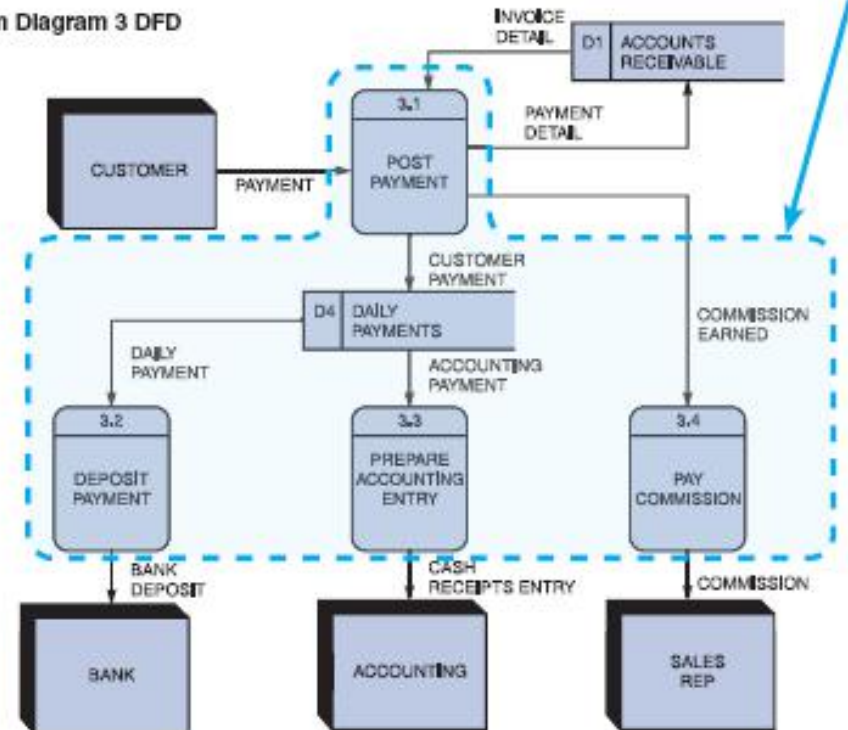 Diagram 3 DFD
INVOICE
DETAIL
D1
ACCOUNTS
RECEIVABLE
3.1
POST
PAYMENT
PAYMENT
DETAIL
CUSTOMER
PAYMENT
CUSTOMER
PAYMENT
D4
DAILY
PAYMENTS
COMMISSION
EARNED
DAILY
PAYMENT
ACCOUNTING
PAYMENT
3.2
DEPOSIT
PAYMENT
3.3
PREPARE
ACCOUNTING
ENTRY
3.4
PAY
COMMISSION
BANK
DEPOSIT
CASH
RECEIPTS ENTRY
COMMISSION
BANK
ACCOUNTING
SALES
REP